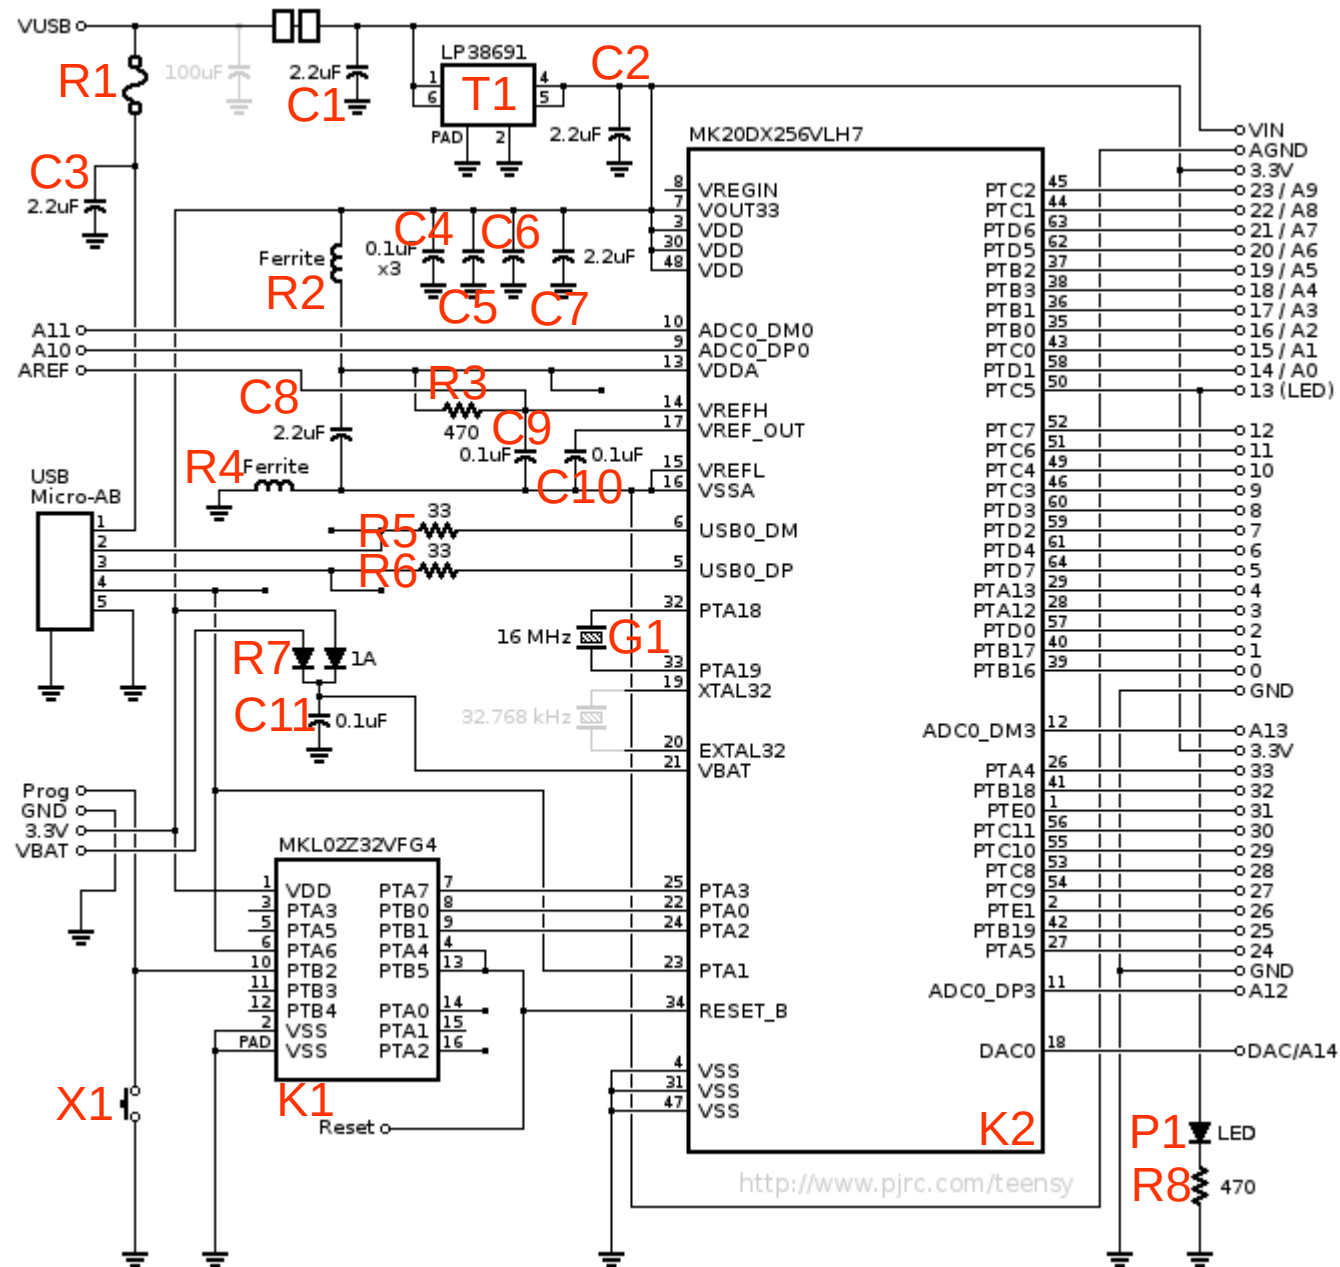 VUSB
LP38691
C2
R1
100uF
2.2uF
C1
1
6
T1
4
5
PAD
2
2.2uF
MK20DX256VLH7
C3
2.2uF
VIN
AGND
3.3V
8 VREGIN
7 VOUT33
3 VDD
30 VDD
48 VDD
PTC2 45 23 / A9
PTC1 44 22 / A8
PTD6 63 21 / A7
PTD5 62 20 / A6
PTB2 37 19 / A5
PTB3 38 18 / A4
PTB1 36 17 / A3
PTB0 35 16 / A2
PTC0 43 15 / A1
PTD1 58 14 / A0
PTC5 50 13 (LED)
Ferrite
R2
0.1uF
x3
C4
C6
C5
C7
2.2uF
A11
A10
AREF
10 ADC0_DM0
9 ADC0_DP0
13 VDDA
14 VREFH
17 VREF_OUT
15 VREFL
16 VSSA
C8
2.2uF
R3
470
C9
0.1uF
0.1uF
C10
R4
Ferrite
USB
Micro-AB
1
2
3
4
5
R5
33
R6
33
6 USB0_DM
5 USB0_DP
32 PTA18
16 MHz
G1
33 PTA19
19 XTAL32
32.768 kHz
20 EXTAL32
21 VBAT
R7
1A
C11
0.1uF
PTC7 52 12
PTC6 51 11
PTC4 49 10
PTC3 46 9
PTD3 60 8
PTD2 59 7
PTD4 61 6
PTD7 64 5
PTA13 29 4
PTA12 28 3
PTD0 57 2
PTB17 40 1
PTB16 39 0
GND
ADC0_DM3 12 A13
3.3V
PTA4 26 33
PTB18 41 32
PTE0 1 31
PTC11 56 30
PTC10 55 29
PTC8 53 28
PTC9 54 27
PTE1 2 26
PTB19 42 25
PTA5 27 24
GND
ADC0_DP3 11 A12
DAC0 18 DAC/A14
Prog
GND
3.3V
VBAT
MKL02Z32VFG4
1 VDD PTA7 7
3 PTA3 PTB0 8
5 PTA5 PTB1 9
6 PTA6 PTA4 4
10 PTB2 PTB5 13
11 PTB3
12 PTB4 PTA0 14
2 VSS PTA1 15
PAD VSS PTA2 16
25 PTA3
22 PTA0
24 PTA2
23 PTA1
34 RESET_B
4 VSS
31 VSS
47 VSS
X1
K1
Reset
K2
P1
LED
R8
470
http://www.pjrc.com/teensy